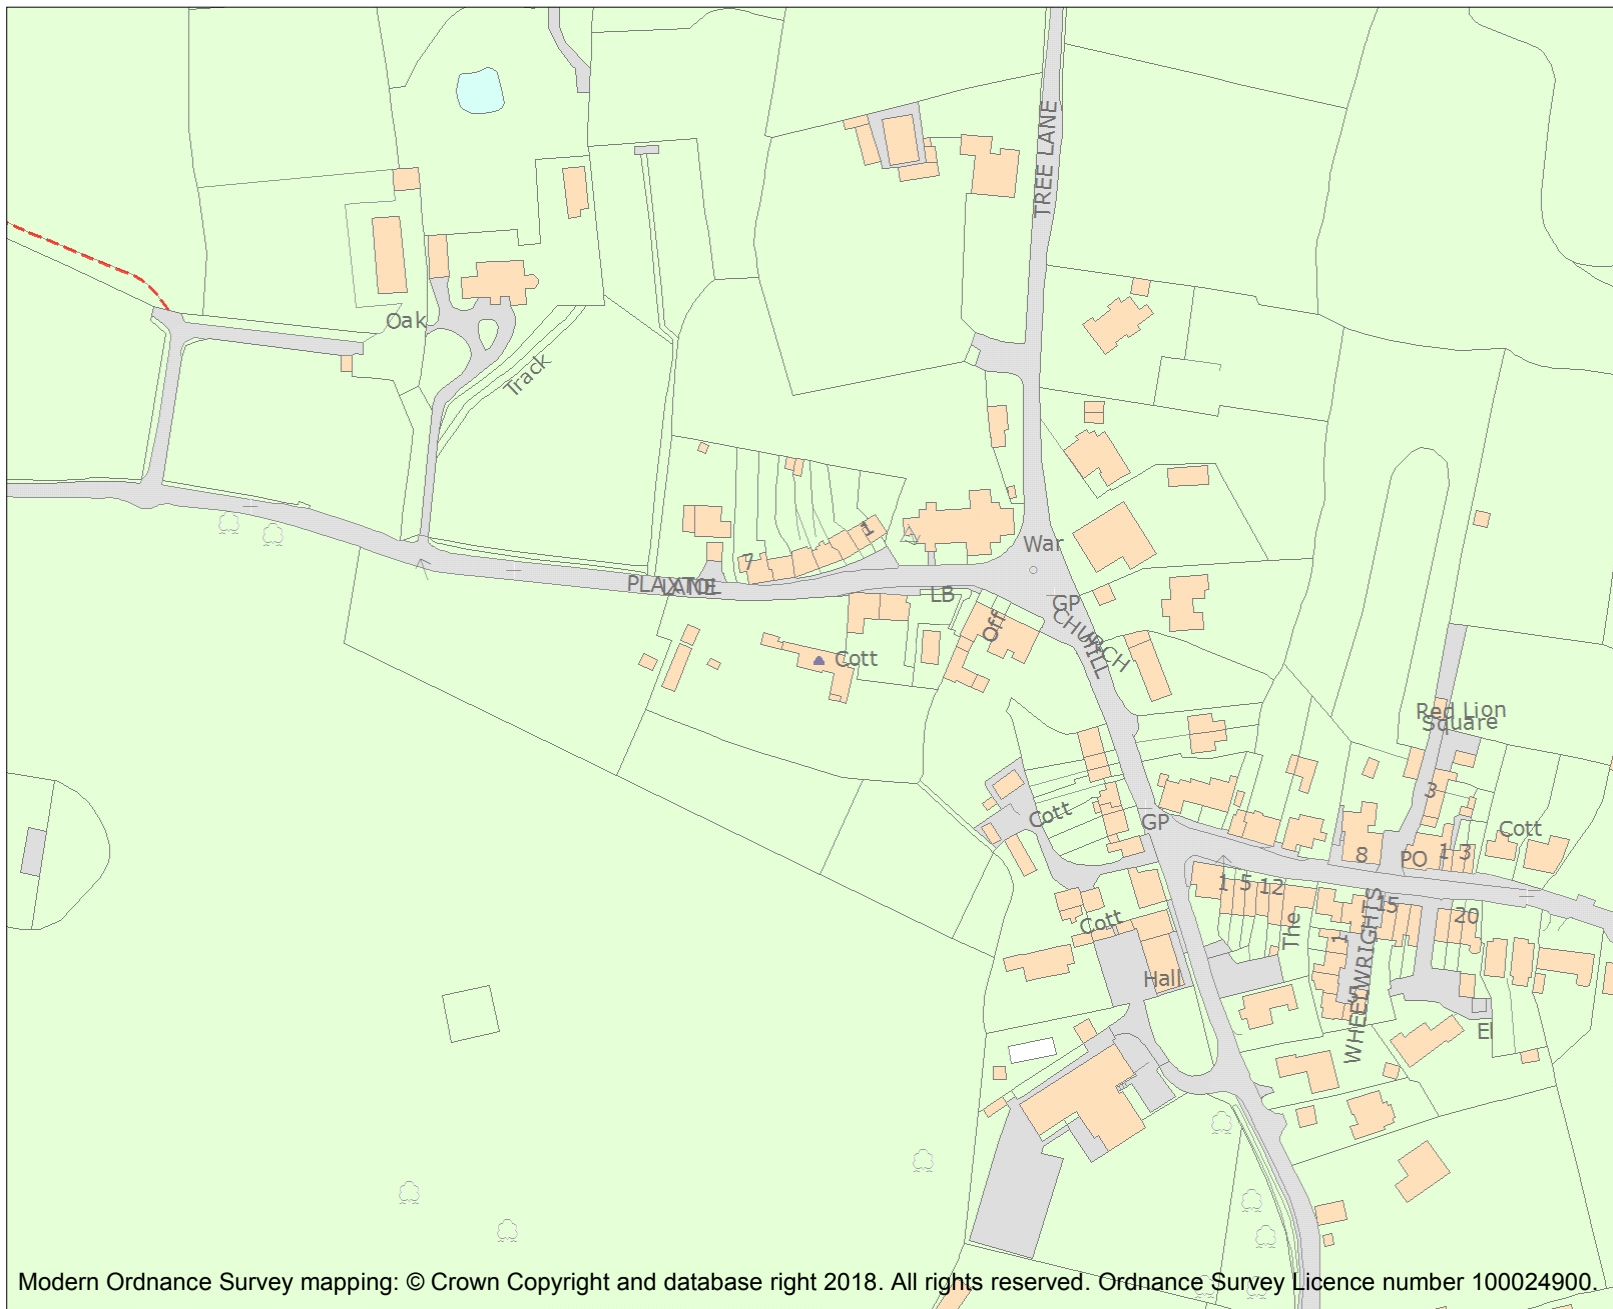 TREE LANE
Oak
Track
1
7
War
PLAXTOL
LANE
LB
GP
Off
CHURCH
HILL
Cott
Red Lion
Square
3
Cott
GP
Cott
8
PO
1
3
1
5
12
15
20
Cott
The
1
WHEELWRIGHTS
Hall
5
El
Modern Ordnance Survey mapping: © Crown Copyright and database right 2018. All rights reserved. Ordnance Survey Licence number 100024900.